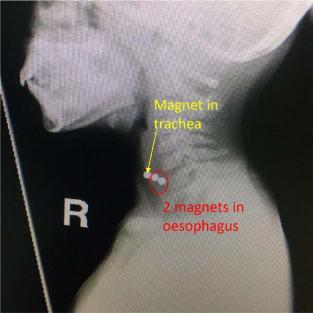 Magnet in
trachea
R
2 magnets in
oesophagus